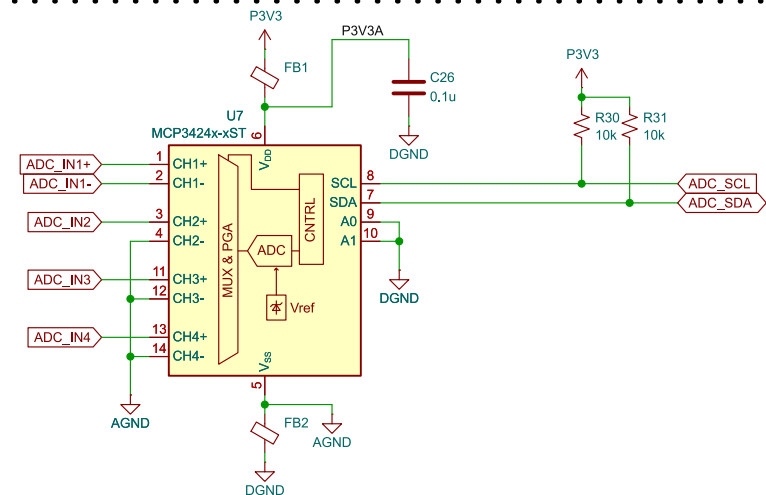 P3V3
P3V3A
FB1
C26
0.1u
DGND
P3V3
R30
10k
R31
10k
U7
MCP3424x-xST
6
VDD
ADC_IN1+
1
CH1+
ADC_IN1-
2
CH1-
ADC_IN2
3
CH2+
4
CH2-
ADC_IN3
11
CH3+
12
CH3-
ADC_IN4
13
CH4+
14
CH4-
AGND
MUX & PGA
ADC
CNTRL
Vref
SCL
8
ADC_SCL
SDA
7
ADC_SDA
A0
9
A1
10
DGND
Vss
5
FB2
AGND
DGND